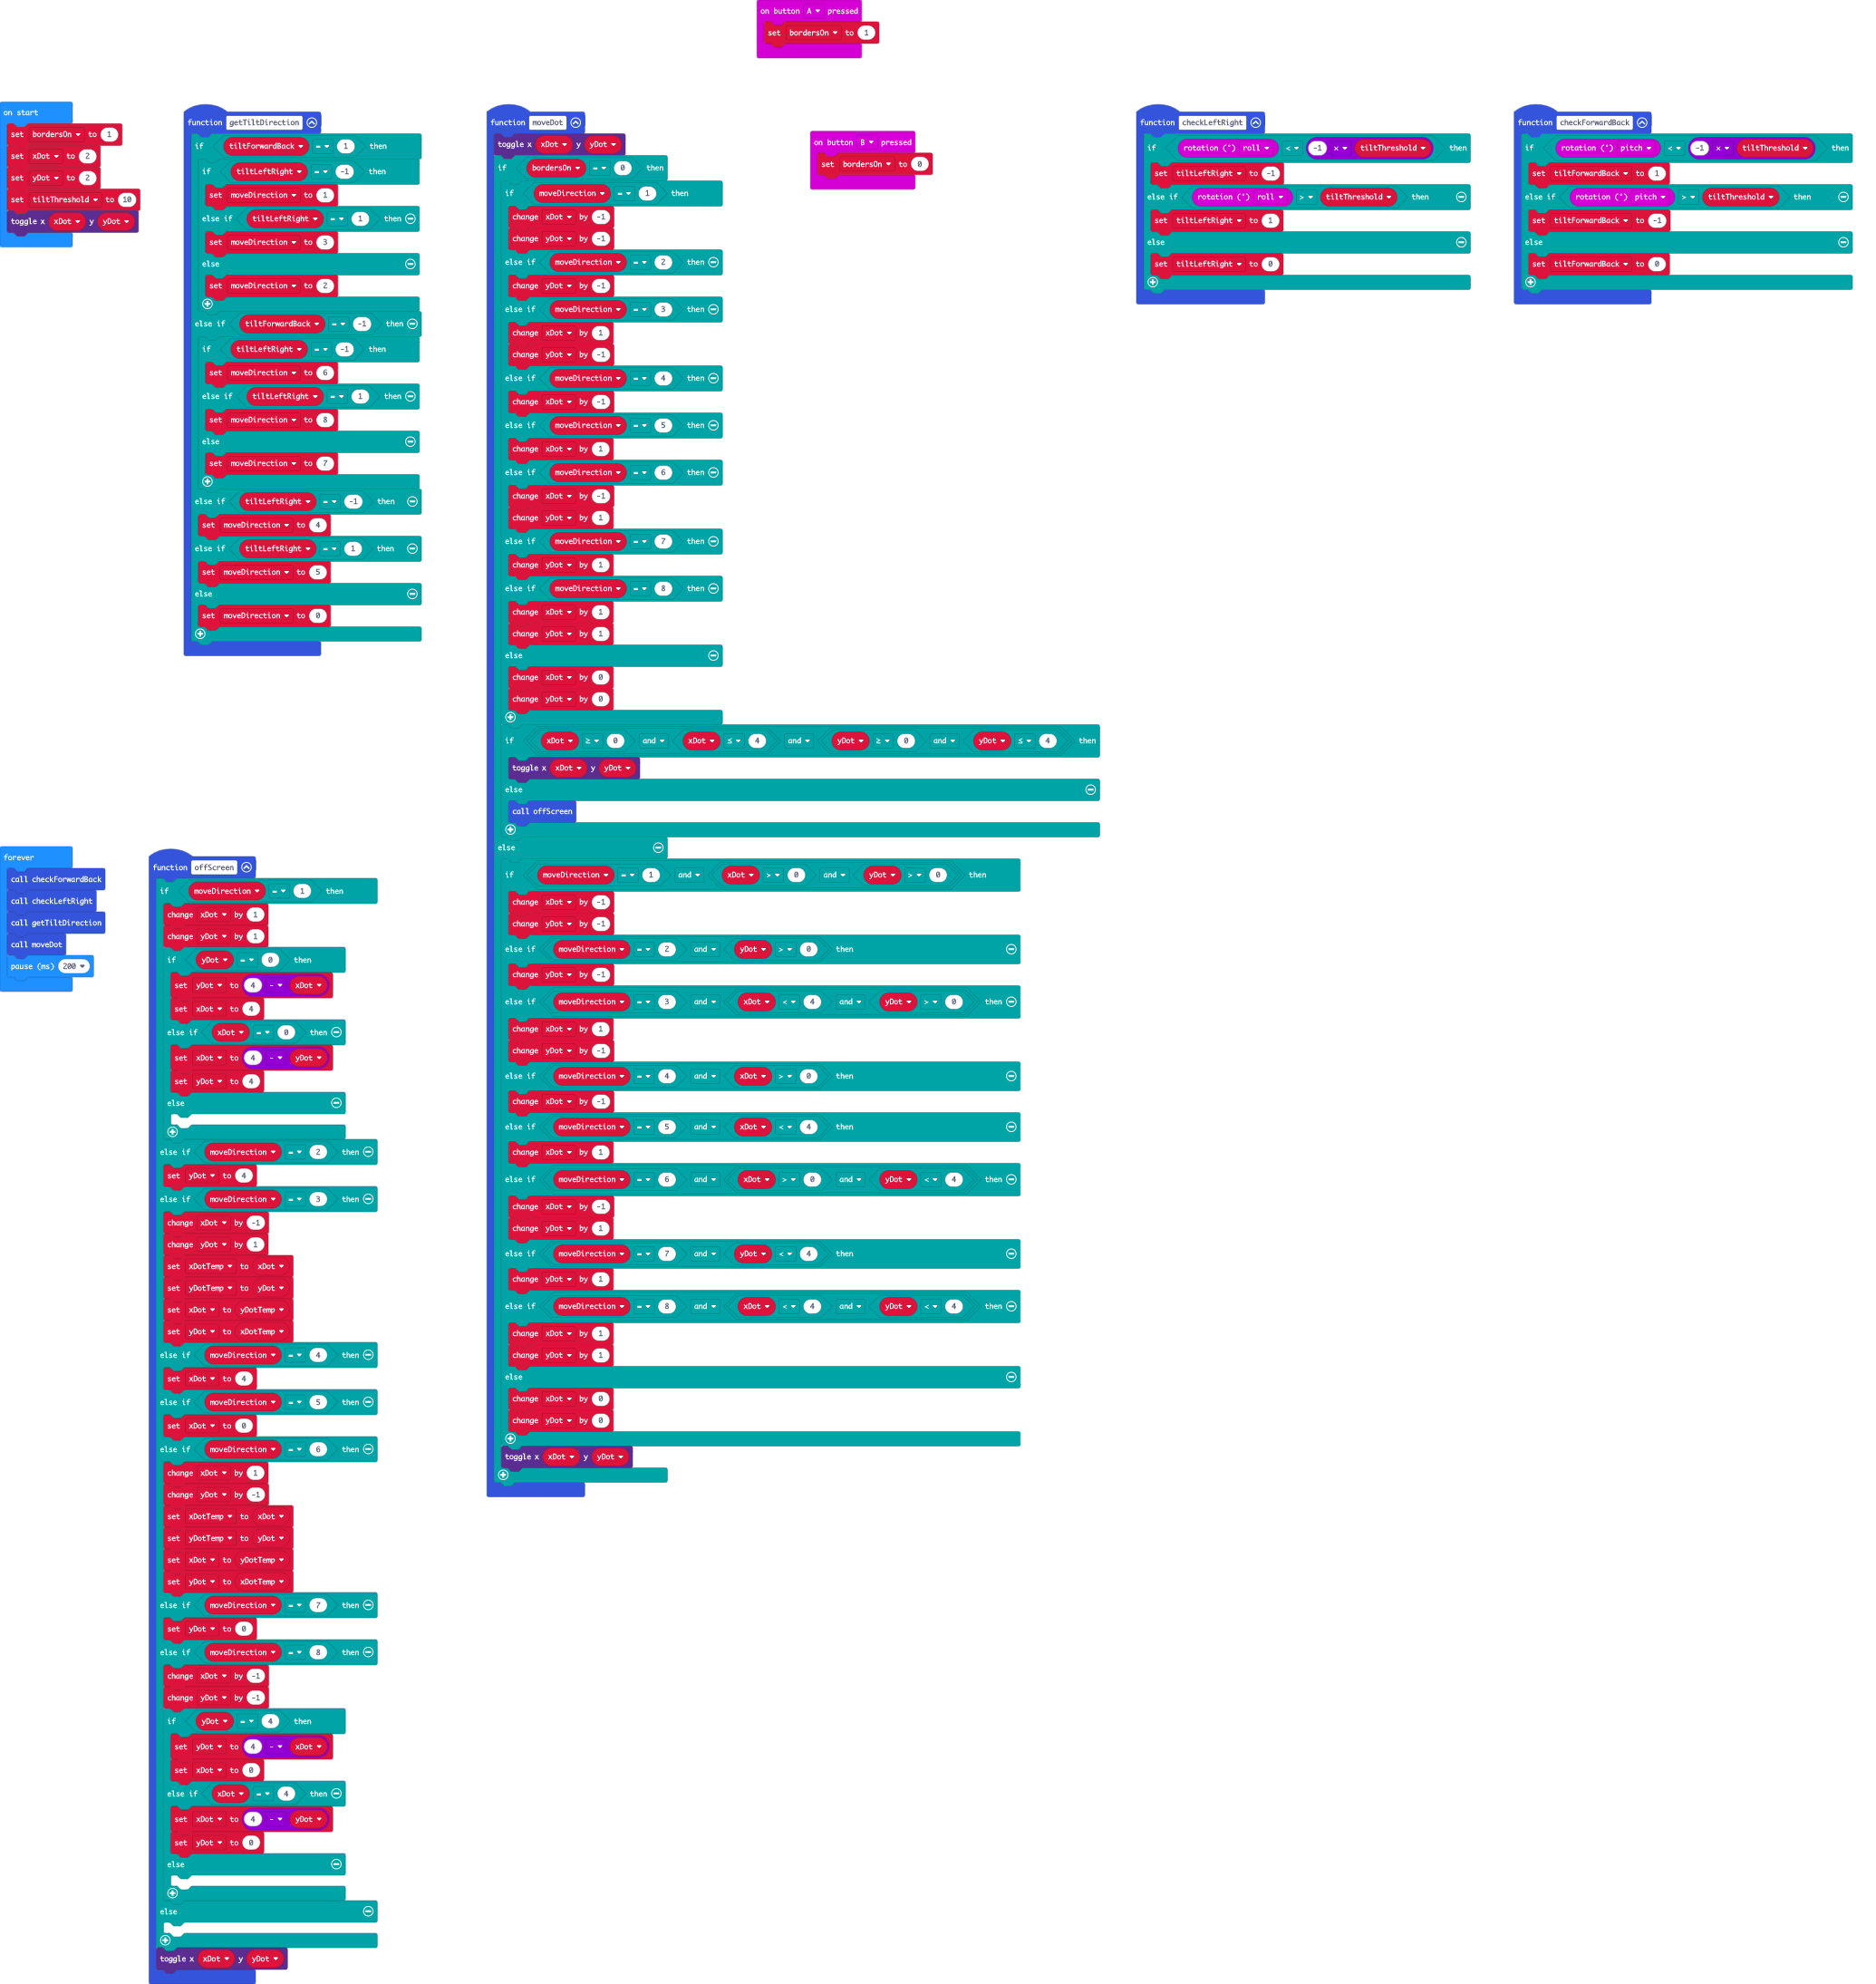 on button A pressed
set bordersOn to 1
on start
set bordersOn to 1
set xDot to 2
set yDot to 2
set tiltThreshold to 10
toggle x xDot y yDot
function getTiltDirection
if tiltForwardBack = 1 then
if tiltLeftRight = -1 then
set moveDirection to 1
else if tiltLeftRight = 1 then
set moveDirection to 3
else
set moveDirection to 2
else if tiltForwardBack = -1 then
if tiltLeftRight = -1 then
set moveDirection to 6
else if tiltLeftRight = 1 then
set moveDirection to 8
else
set moveDirection to 7
else if tiltLeftRight = -1 then
set moveDirection to 4
else if tiltLeftRight = 1 then
set moveDirection to 5
else
set moveDirection to 0
function moveDot
toggle x xDot y yDot
if bordersOn = 0 then
if moveDirection = 1 then
change xDot by -1
change yDot by -1
else if moveDirection = 2 then
change yDot by -1
else if moveDirection = 3 then
change xDot by 1
change yDot by -1
else if moveDirection = 4 then
change xDot by -1
else if moveDirection = 5 then
change xDot by 1
else if moveDirection = 6 then
change xDot by -1
change yDot by 1
else if moveDirection = 7 then
change yDot by 1
else if moveDirection = 8 then
change xDot by 1
change yDot by 1
else
change xDot by 0
change yDot by 0
if xDot ≥ 0 and xDot ≤ 4 and yDot ≥ 0 and yDot ≤ 4 then
toggle x xDot y yDot
else
call offScreen
else
if moveDirection = 1 and xDot > 0 and yDot > 0 then
change xDot by -1
change yDot by -1
else if moveDirection = 2 and yDot > 0 then
change yDot by -1
else if moveDirection = 3 and xDot < 4 and yDot > 0 then
change xDot by 1
change yDot by -1
else if moveDirection = 4 and xDot > 0 then
change xDot by -1
else if moveDirection = 5 and xDot < 4 then
change xDot by 1
else if moveDirection = 6 and xDot > 0 and yDot < 4 then
change xDot by -1
change yDot by 1
else if moveDirection = 7 and yDot < 4 then
change yDot by 1
else if moveDirection = 8 and xDot < 4 and yDot < 4 then
change xDot by 1
change yDot by 1
else
change xDot by 0
change yDot by 0
toggle x xDot y yDot
on button B pressed
set bordersOn to 0
function checkLeftRight
if rotation (°) roll < -1 × tiltThreshold then
set tiltLeftRight to -1
else if rotation (°) roll > tiltThreshold then
set tiltLeftRight to 1
else
set tiltLeftRight to 0
function checkForwardBack
if rotation (°) pitch < -1 × tiltThreshold then
set tiltForwardBack to 1
else if rotation (°) pitch > tiltThreshold then
set tiltForwardBack to -1
else
set tiltForwardBack to 0
forever
call checkForwardBack
call checkLeftRight
call getTiltDirection
call moveDot
pause (ms) 200
function offScreen
if moveDirection = 1 then
change xDot by 1
change yDot by 1
if yDot = 0 then
set yDot to 4 - xDot
set xDot to 4
else if xDot = 0 then
set xDot to 4 - yDot
set yDot to 4
else
else if moveDirection = 2 then
set yDot to 4
else if moveDirection = 3 then
change xDot by -1
change yDot by 1
set xDotTemp to xDot
set yDotTemp to yDot
set xDot to yDotTemp
set yDot to xDotTemp
else if moveDirection = 4 then
set xDot to 4
else if moveDirection = 5 then
set xDot to 0
else if moveDirection = 6 then
change xDot by 1
change yDot by -1
set xDotTemp to xDot
set yDotTemp to yDot
set xDot to yDotTemp
set yDot to xDotTemp
else if moveDirection = 7 then
set yDot to 0
else if moveDirection = 8 then
change xDot by -1
change yDot by -1
if yDot = 4 then
set yDot to 4 - xDot
set xDot to 0
else if xDot = 4 then
set xDot to 4 - yDot
set yDot to 0
else
else
toggle x xDot y yDot